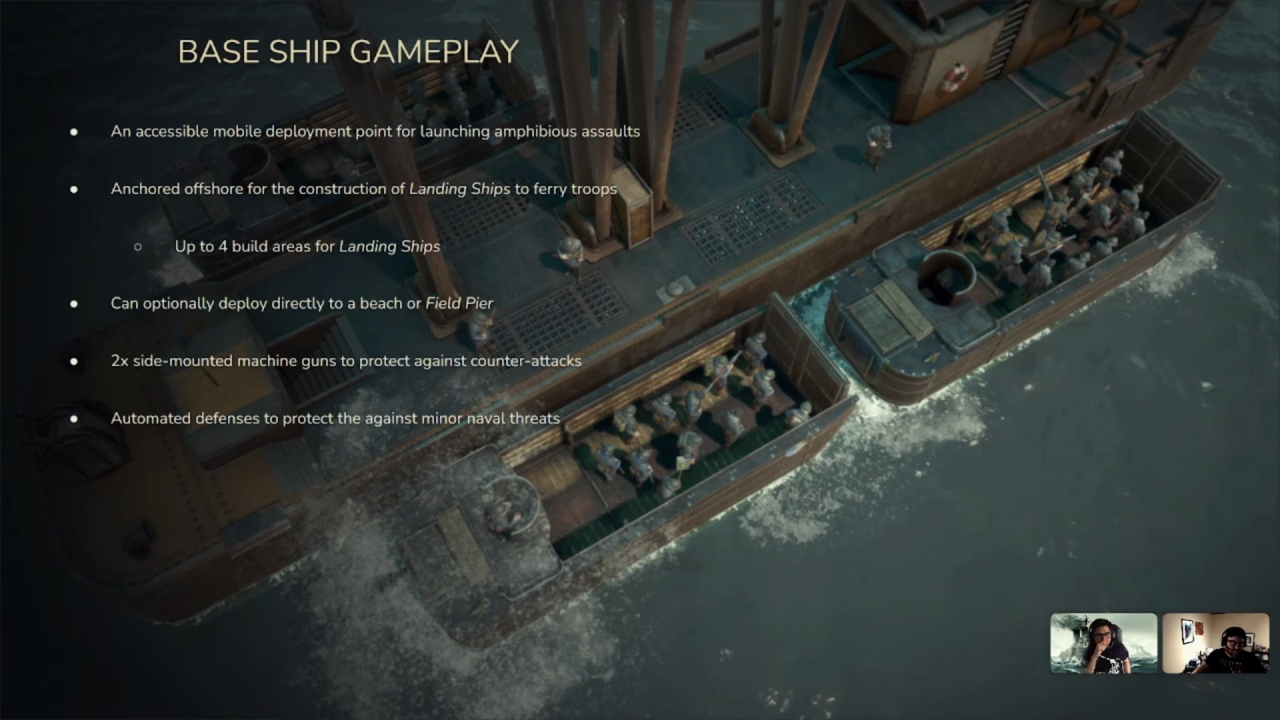 BASE SHIP GAMEPLAY
● An accessible mobile deployment point for launching amphibious assaults
● Anchored offshore for the construction of Landing Ships to ferry troops
○ Up to 4 build areas for Landing Ships
● Can optionally deploy directly to a beach or Field Pier
● 2x side-mounted machine guns to protect against counter-attacks
● Automated defenses to protect the against minor naval threats